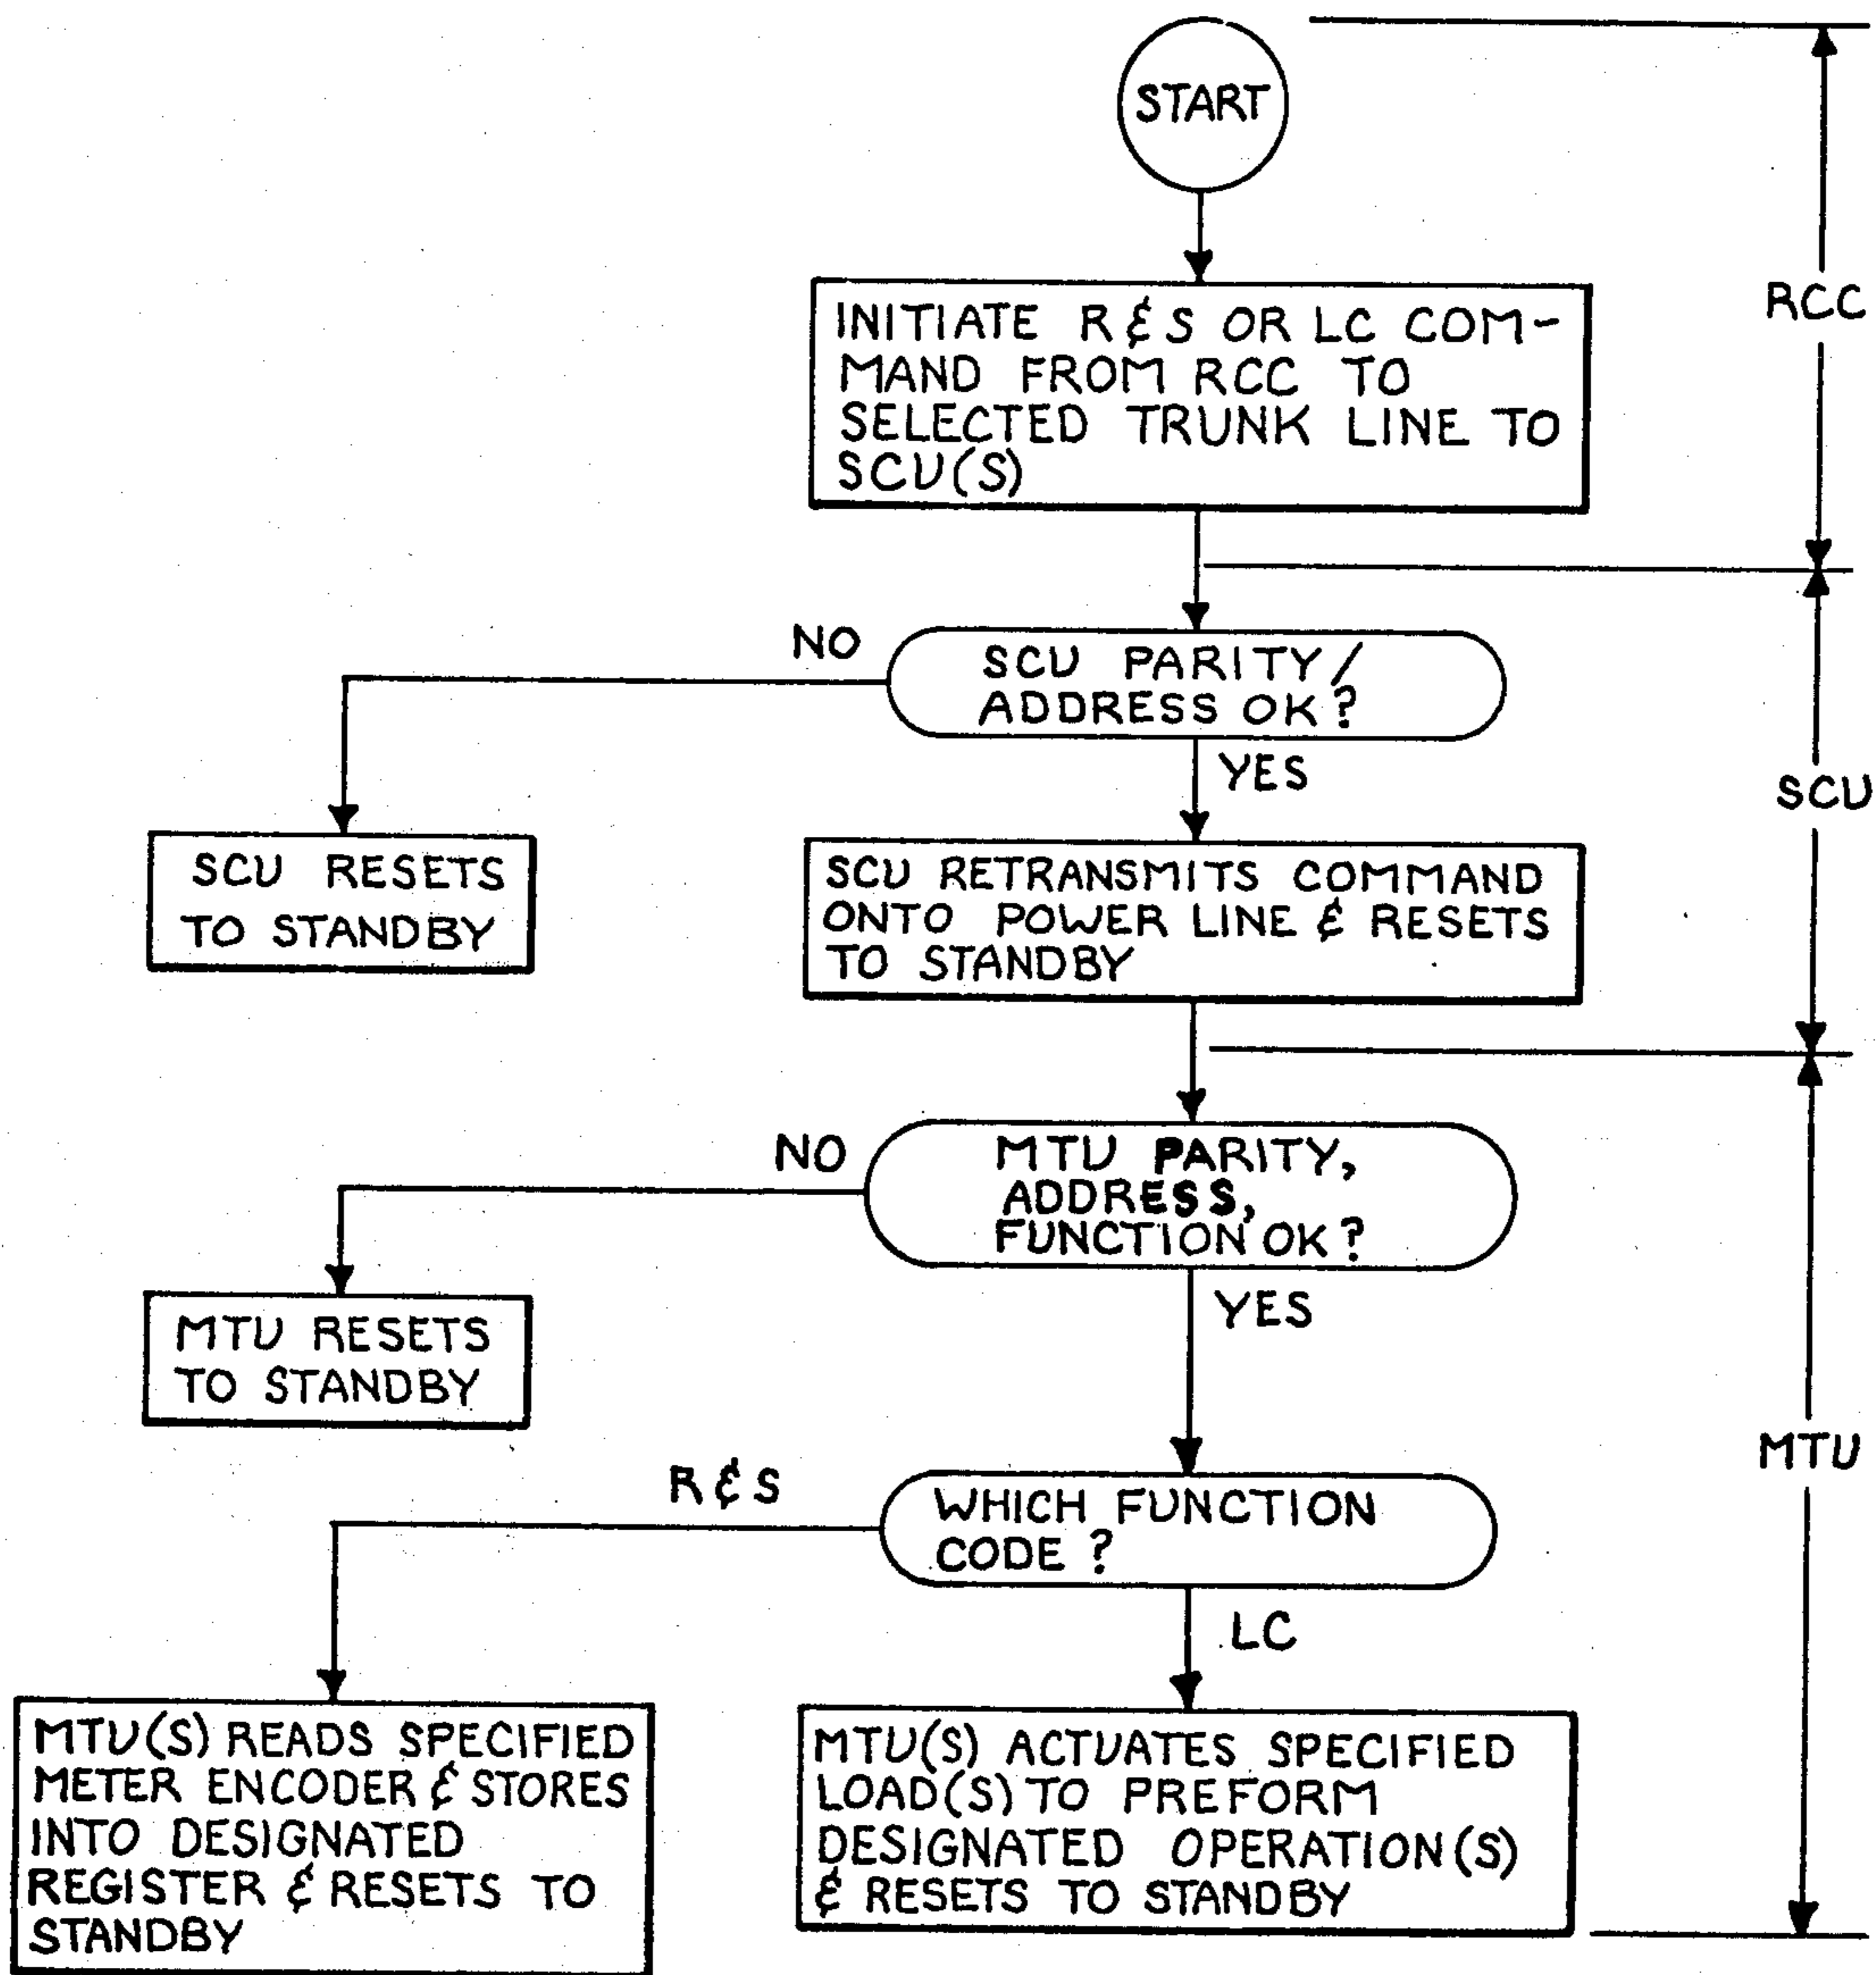 START
RCC
INITIATE R & S OR LC COM-
MAND FROM RCC TO
SELECTED TRUNK LINE TO
SCU(S)
NO
SCU PARITY/
ADDRESS OK?
YES
SCU
SCU RESETS
TO STANDBY
SCU RETRANSMITS COMMAND
ONTO POWER LINE & RESETS
TO STANDBY
NO
MTU PARITY,
ADDRESS,
FUNCTION OK?
YES
MTU RESETS
TO STANDBY
MTU
R & S
WHICH FUNCTION
CODE ?
LC
MTU(S) READS SPECIFIED
METER ENCODER & STORES
INTO DESIGNATED
REGISTER & RESETS TO
STANDBY
MTU(S) ACTUATES SPECIFIED
LOAD(S) TO PREFORM
DESIGNATED OPERATION(S)
& RESETS TO STANDBY